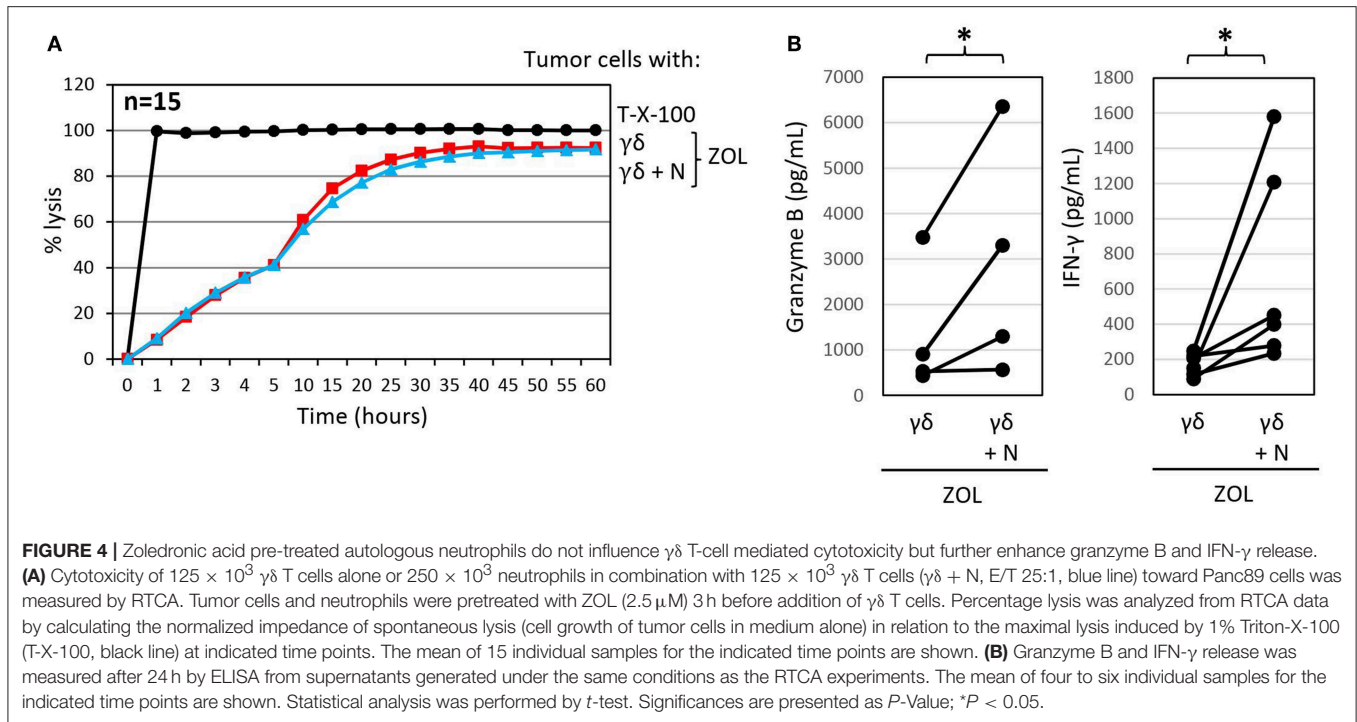 A
Tumor cells with:
n=15
T-X-100
γδ
γδ + N
ZOL
% lysis
120
100
80
60
40
20
0
0 1 2 3 4 5 10 15 20 25 30 35 40 45 50 55 60
Time (hours)
B
*
Granzyme B (pg/mL)
7000
6000
5000
4000
3000
2000
1000
0
γδ γδ
+ N
ZOL
*
IFN-γ (pg/mL)
1800
1600
1400
1200
1000
800
600
400
200
0
γδ γδ
+ N
ZOL
FIGURE 4 | Zoledronic acid pre-treated autologous neutrophils do not influence γδ T-cell mediated cytotoxicity but further enhance granzyme B and IFN-γ release.
(A) Cytotoxicity of 125 × 10³ γδ T cells alone or 250 × 10³ neutrophils in combination with 125 × 10³ γδ T cells (γδ + N, E/T 25:1, blue line) toward Panc89 cells was
measured by RTCA. Tumor cells and neutrophils were pretreated with ZOL (2.5 μM) 3 h before addition of γδ T cells. Percentage lysis was analyzed from RTCA data
by calculating the normalized impedance of spontaneous lysis (cell growth of tumor cells in medium alone) in relation to the maximal lysis induced by 1% Triton-X-100
(T-X-100, black line) at indicated time points. The mean of 15 individual samples for the indicated time points are shown. (B) Granzyme B and IFN-γ release was
measured after 24 h by ELISA from supernatants generated under the same conditions as the RTCA experiments. The mean of four to six individual samples for the
indicated time points are shown. Statistical analysis was performed by t-test. Significances are presented as P-Value; *P < 0.05.